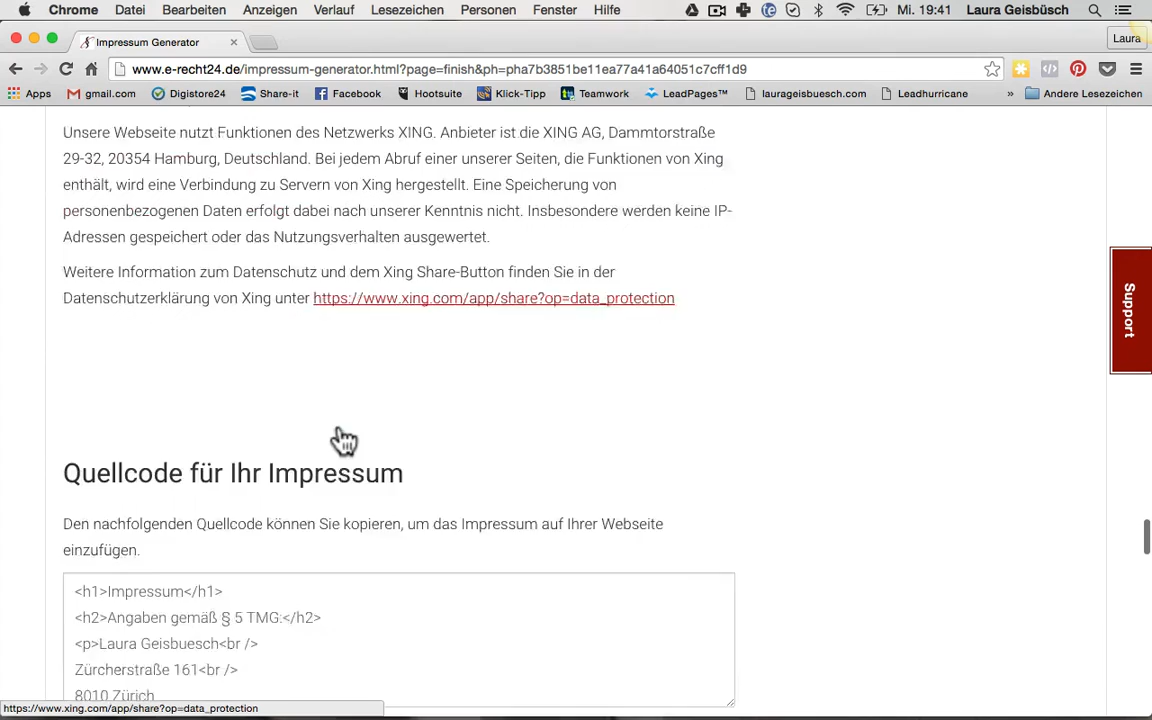 Chrome Datei Bearbeiten Anzeigen Verlauf Lesezeichen Personen Fenster Hilfe Mi. 19:41 Laura Geisbüsch
Impressum Generator Laura
www.e-recht24.de/impressum-generator.html?page=finish&ph=pha7b3851be11ea77a41a64051c7cff1d9
Apps gmail.com Digistore24 Share-it Facebook Hootsuite Klick-Tipp Teamwork LeadPages™ laurageisbuesch.com Leadhurricane » Andere Lesezeichen
Unsere Webseite nutzt Funktionen des Netzwerks XING. Anbieter ist die XING AG, Dammtorstraße
29-32, 20354 Hamburg, Deutschland. Bei jedem Abruf einer unserer Seiten, die Funktionen von Xing
enthält, wird eine Verbindung zu Servern von Xing hergestellt. Eine Speicherung von
personenbezogenen Daten erfolgt dabei nach unserer Kenntnis nicht. Insbesondere werden keine IP-
Adressen gespeichert oder das Nutzungsverhalten ausgewertet.
Weitere Information zum Datenschutz und dem Xing Share-Button finden Sie in der
Datenschutzerklärung von Xing unter https://www.xing.com/app/share?op=data_protection
Support
Quellcode für Ihr Impressum
Den nachfolgenden Quellcode können Sie kopieren, um das Impressum auf Ihrer Webseite
einzufügen.
<h1>Impressum</h1>
<h2>Angaben gemäß § 5 TMG:</h2>
<p>Laura Geisbuesch<br />
Zürcherstraße 161<br />
8010 Zürich
https://www.xing.com/app/share?op=data_protection